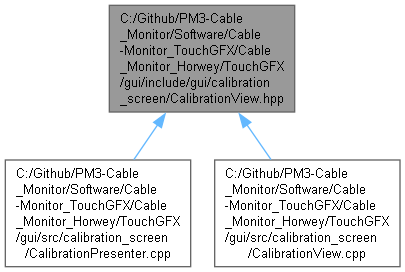 C:/Github/PM3-Cable
_Monitor/Software/Cable
-Monitor_TouchGFX/Cable
_Monitor_Horwey/TouchGFX
/gui/include/gui/calibration
_screen/CalibrationView.hpp
C:/Github/PM3-Cable
_Monitor/Software/Cable
-Monitor_TouchGFX/Cable
_Monitor_Horwey/TouchGFX
/gui/src/calibration_screen
/CalibrationPresenter.cpp
C:/Github/PM3-Cable
_Monitor/Software/Cable
-Monitor_TouchGFX/Cable
_Monitor_Horwey/TouchGFX
/gui/src/calibration_screen
/CalibrationView.cpp